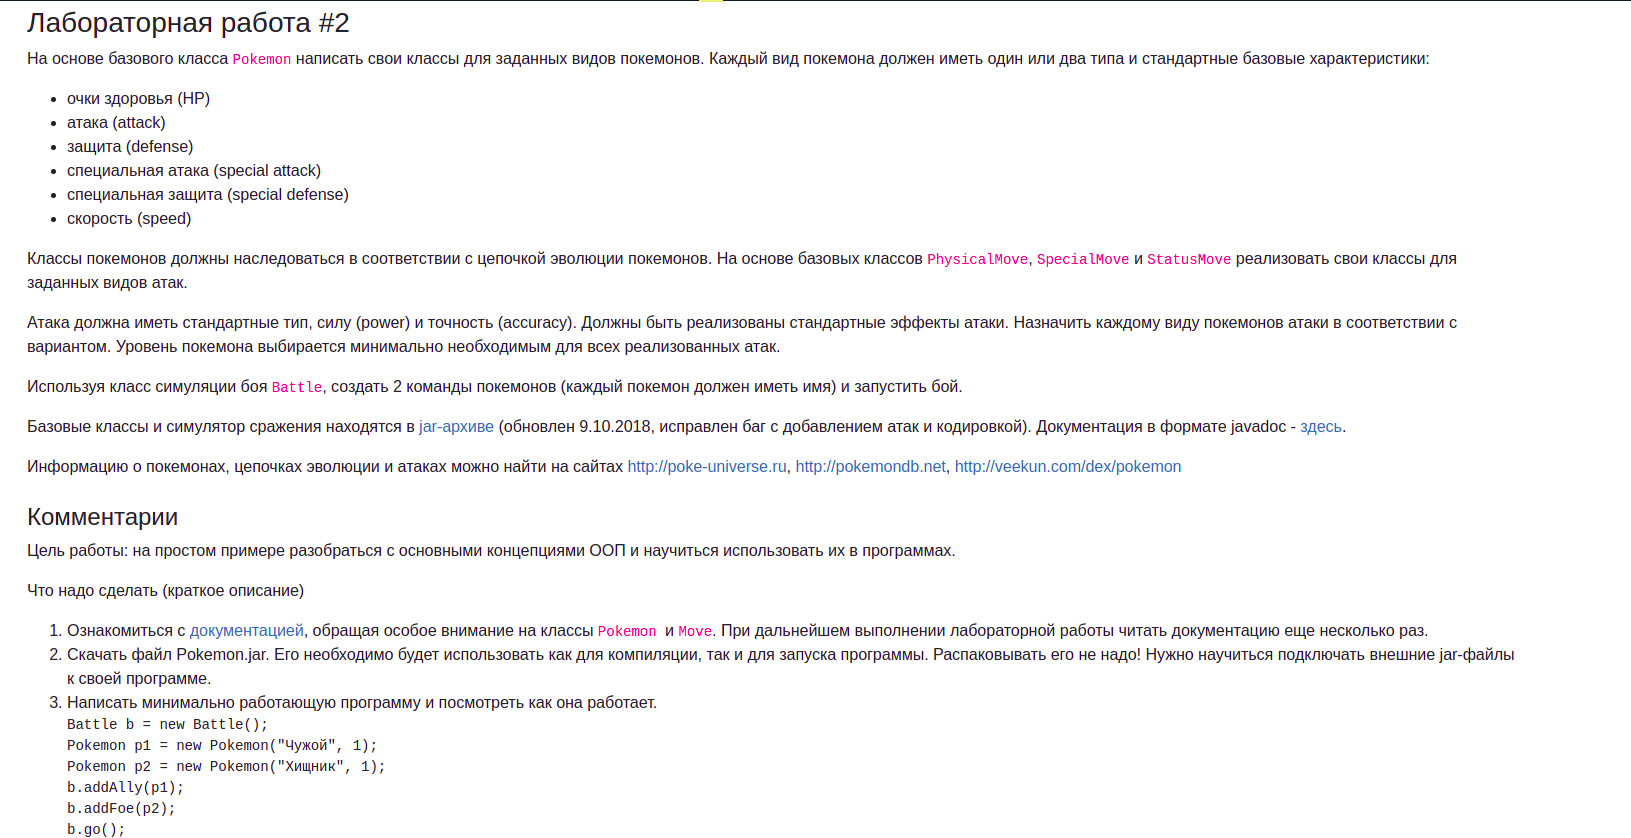 Лабораторная работа #2
На основе базового класса Pokemon написать свои классы для заданных видов покемонов. Каждый вид покемона должен иметь один или два типа и стандартные базовые характеристики:
• очки здоровья (HP)
• атака (attack)
• защита (defense)
• специальная атака (special attack)
• специальная защита (special defense)
• скорость (speed)
Классы покемонов должны наследоваться в соответствии с цепочкой эволюции покемонов. На основе базовых классов PhysicalMove, SpecialMove и StatusMove реализовать свои классы для
заданных видов атак.
Атака должна иметь стандартные тип, силу (power) и точность (accuracy). Должны быть реализованы стандартные эффекты атаки. Назначить каждому виду покемонов атаки в соответствии с
вариантом. Уровень покемона выбирается минимально необходимым для всех реализованных атак.
Используя класс симуляции боя Battle, создать 2 команды покемонов (каждый покемон должен иметь имя) и запустить бой.
Базовые классы и симулятор сражения находятся в jar-архиве (обновлен 9.10.2018, исправлен баг с добавлением атак и кодировкой). Документация в формате javadoc - здесь.
Информацию о покемонах, цепочках эволюции и атаках можно найти на сайтах http://poke-universe.ru, http://pokemondb.net, http://veekun.com/dex/pokemon
Комментарии
Цель работы: на простом примере разобраться с основными концепциями ООП и научиться использовать их в программах.
Что надо сделать (краткое описание)
1. Ознакомиться с документацией, обращая особое внимание на классы Pokemon и Move. При дальнейшем выполнении лабораторной работы читать документацию еще несколько раз.
2. Скачать файл Pokemon.jar. Его необходимо будет использовать как для компиляции, так и для запуска программы. Распаковывать его не надо! Нужно научиться подключать внешние jar-файлы
к своей программе.
3. Написать минимально работающую программу и посмотреть как она работает.
Battle b = new Battle();
Pokemon p1 = new Pokemon("Чужой", 1);
Pokemon p2 = new Pokemon("Хищник", 1);
b.addAlly(p1);
b.addFoe(p2);
b.go();